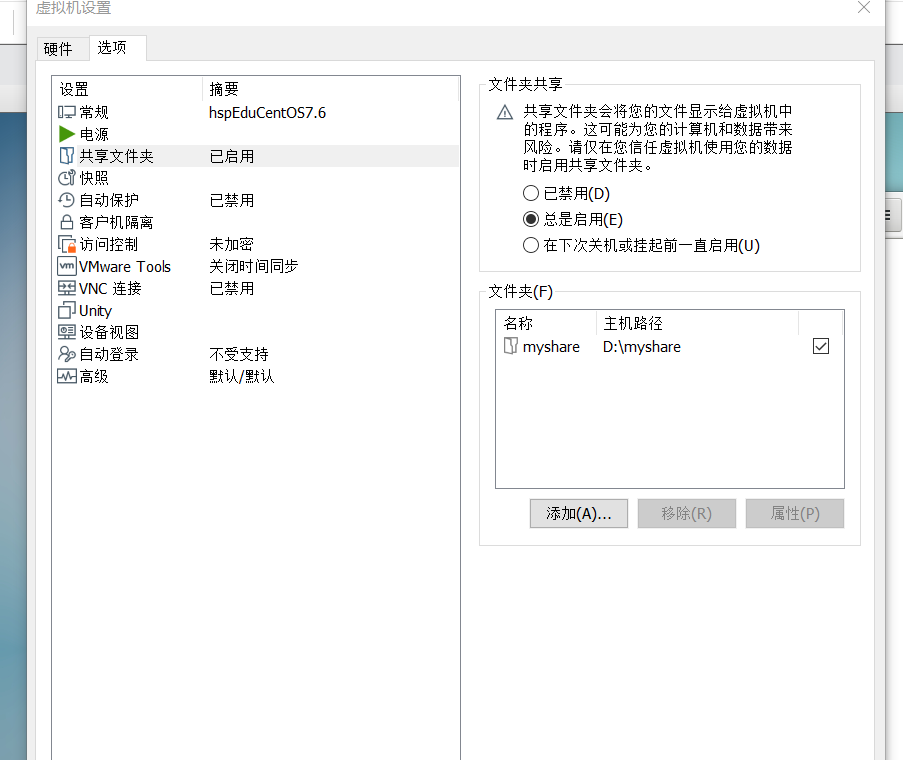 虚拟机设置
硬件 选项
设置 摘要
常规 hspEduCentOS7.6
电源
共享文件夹 已启用
快照
自动保护 已禁用
客户机隔离
访问控制 未加密
VMware Tools 关闭时间同步
VNC 连接 已禁用
Unity
设备视图
自动登录 不受支持
高级 默认/默认
文件夹共享
共享文件夹会将您的文件显示给虚拟机中
的程序。这可能为您的计算机和数据带来
风险。请仅在您信任虚拟机使用您的数据
时启用共享文件夹。
已禁用(D)
总是启用(E)
在下次关机或挂起前一直启用(U)
文件夹(F)
名称 主机路径
myshare D:\myshare
添加(A)... 移除(R) 属性(P)